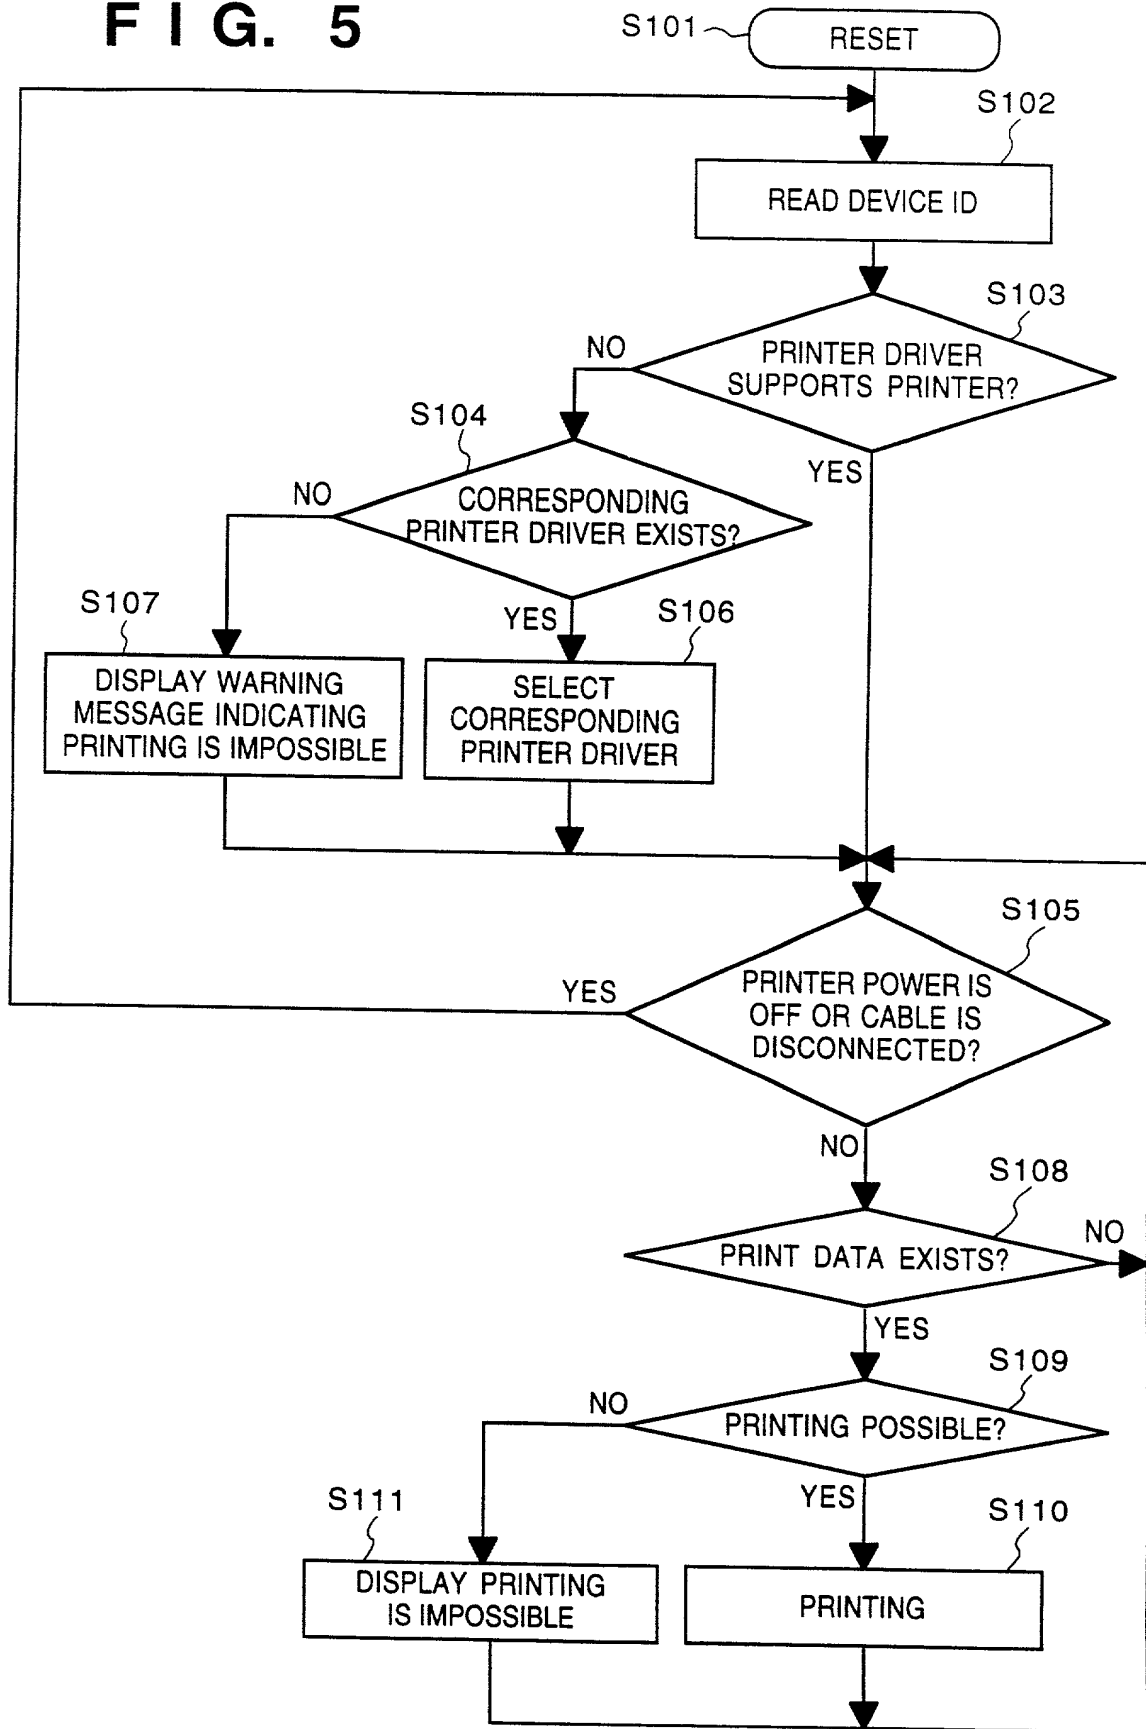 FIG. 5
S101
RESET
S102
READ DEVICE ID
S103
PRINTER DRIVER
SUPPORTS PRINTER?
NO
YES
S104
CORRESPONDING
PRINTER DRIVER EXISTS?
NO
YES
S107
DISPLAY WARNING
MESSAGE INDICATING
PRINTING IS IMPOSSIBLE
S106
SELECT
CORRESPONDING
PRINTER DRIVER
S105
PRINTER POWER IS
OFF OR CABLE IS
DISCONNECTED?
YES
NO
S108
PRINT DATA EXISTS?
NO
YES
S109
PRINTING POSSIBLE?
NO
YES
S111
DISPLAY PRINTING
IS IMPOSSIBLE
S110
PRINTING